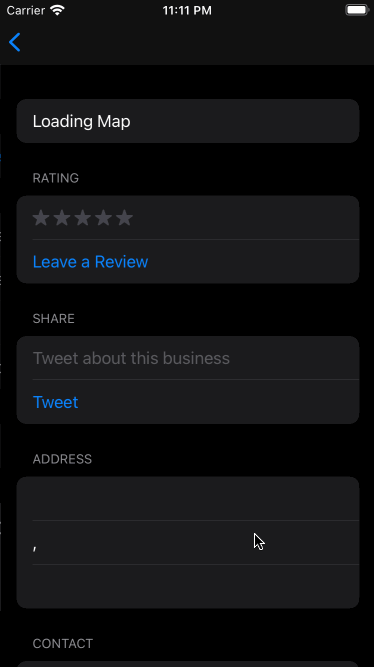 Carrier 11:11 PM
Loading Map
RATING
Leave a Review
SHARE
Tweet about this business
Tweet
ADDRESS
,
CONTACT